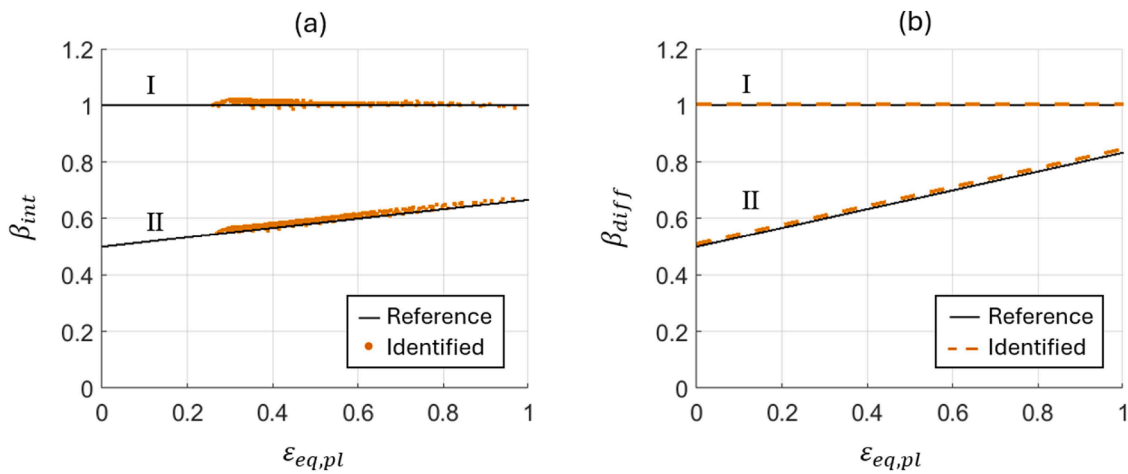 (a)
1.2
I
1
0.8
β_int
0.6
II
0.4
0.2
Reference
Identified
0
0 0.2 0.4 0.6 0.8 1
ε_eq,pl
(b)
1.2
I
1
0.8
β_diff
0.6
II
0.4
0.2
Reference
Identified
0
0 0.2 0.4 0.6 0.8 1
ε_eq,pl